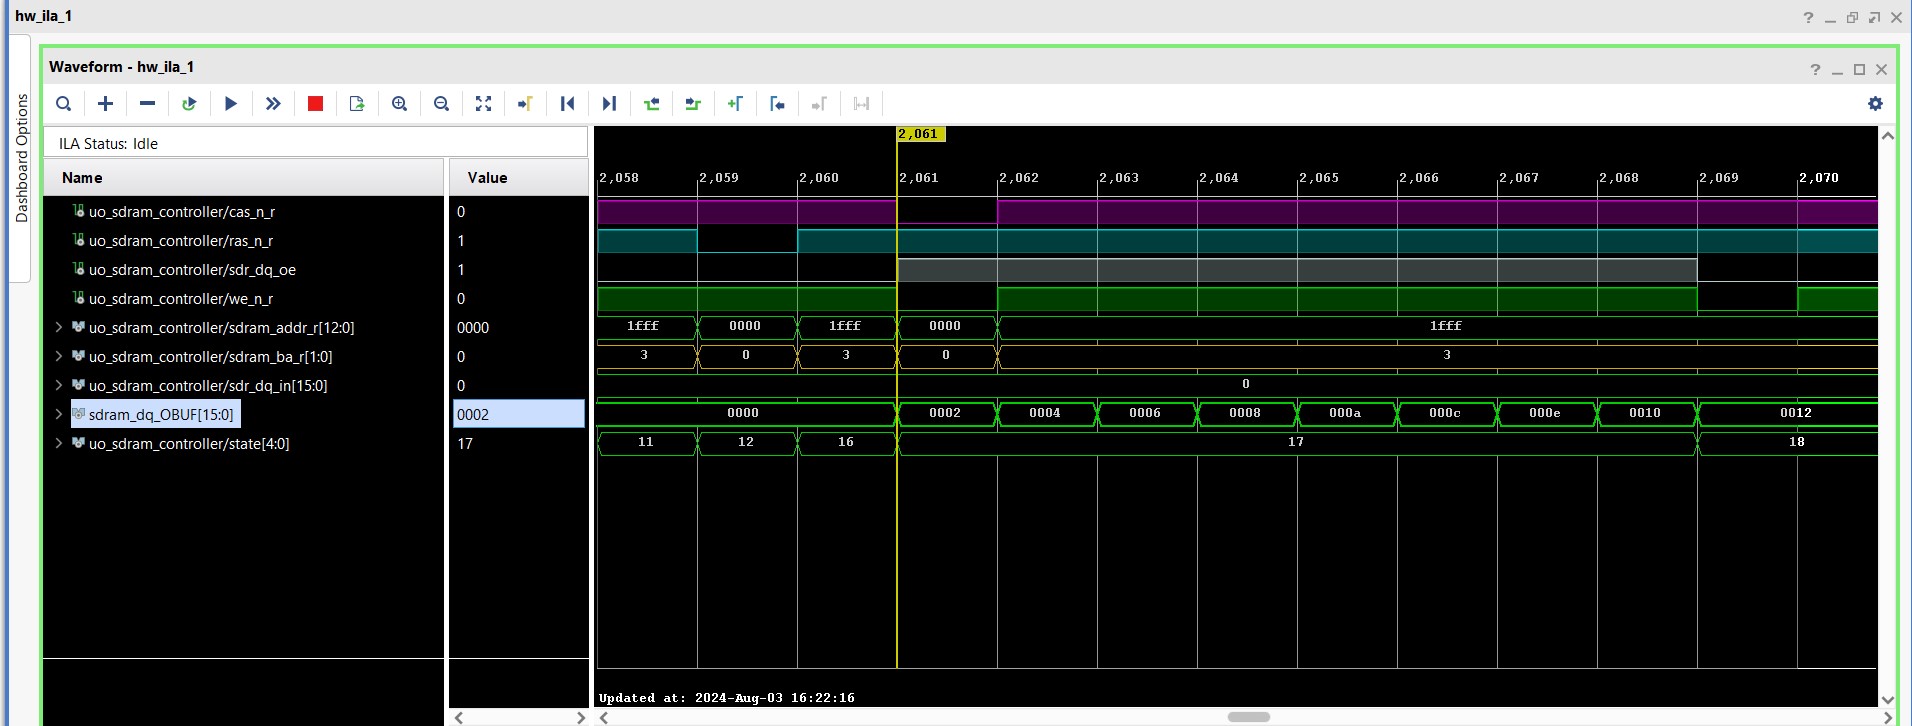 hw_ila_1
Dashboard Options
Waveform - hw_ila_1
ILA Status: Idle
Name Value
2,061
2,058 2,059 2,060 2,061 2,062 2,063 2,064 2,065 2,066 2,067 2,068 2,069 2,070
uo_sdram_controller/cas_n_r 0
uo_sdram_controller/ras_n_r 1
uo_sdram_controller/sdr_dq_oe 1
uo_sdram_controller/we_n_r 0
uo_sdram_controller/sdram_addr_r[12:0] 0000 1fff 0000 1fff 0000 1fff
uo_sdram_controller/sdram_ba_r[1:0] 0 3 0 3 0 3
uo_sdram_controller/sdr_dq_in[15:0] 0 0
sdram_dq_OBUF[15:0] 0002 0000 0002 0004 0006 0008 000a 000c 000e 0010 0012
uo_sdram_controller/state[4:0] 17 11 12 16 17 18
Updated at: 2024-Aug-03 16:22:16